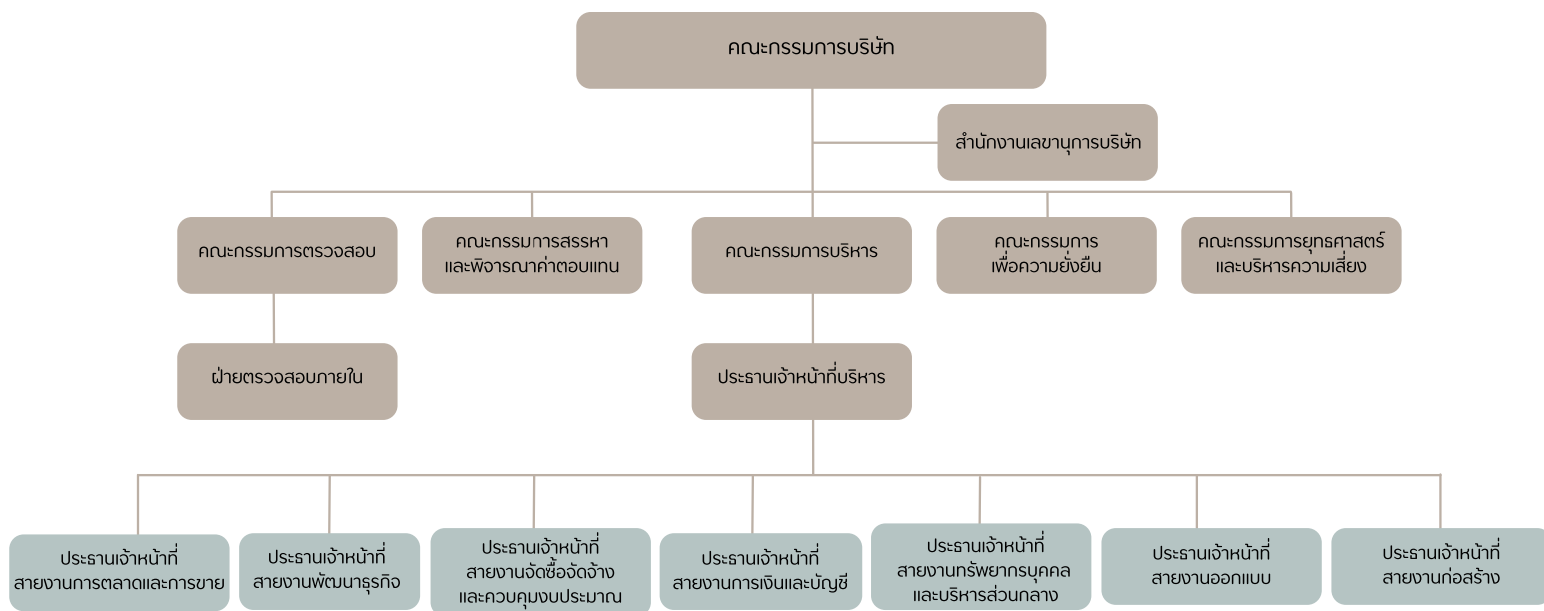 คณะกรรมการบริษัท
สำนักงานเลขานุการบริษัท
คณะกรรมการตรวจสอบ
คณะกรรมการสรรหา
และพิจารณาค่าตอบแทน
คณะกรรมการบริหาร
คณะกรรมการ
เพื่อความยั่งยืน
คณะกรรมการยุทธศาสตร์
และบริหารความเสี่ยง
ฝ่ายตรวจสอบภายใน
ประธานเจ้าหน้าที่บริหาร
ประธานเจ้าหน้าที่
สายงานการตลาดและการขาย
ประธานเจ้าหน้าที่
สายงานพัฒนาธุรกิจ
ประธานเจ้าหน้าที่
สายงานจัดซื้อจัดจ้าง
และควบคุมงบประมาณ
ประธานเจ้าหน้าที่
สายงานการเงินและบัญชี
ประธานเจ้าหน้าที่
สายงานทรัพยากรบุคคล
และบริหารส่วนกลาง
ประธานเจ้าหน้าที่
สายงานออกแบบ
ประธานเจ้าหน้าที่
สายงานก่อสร้าง